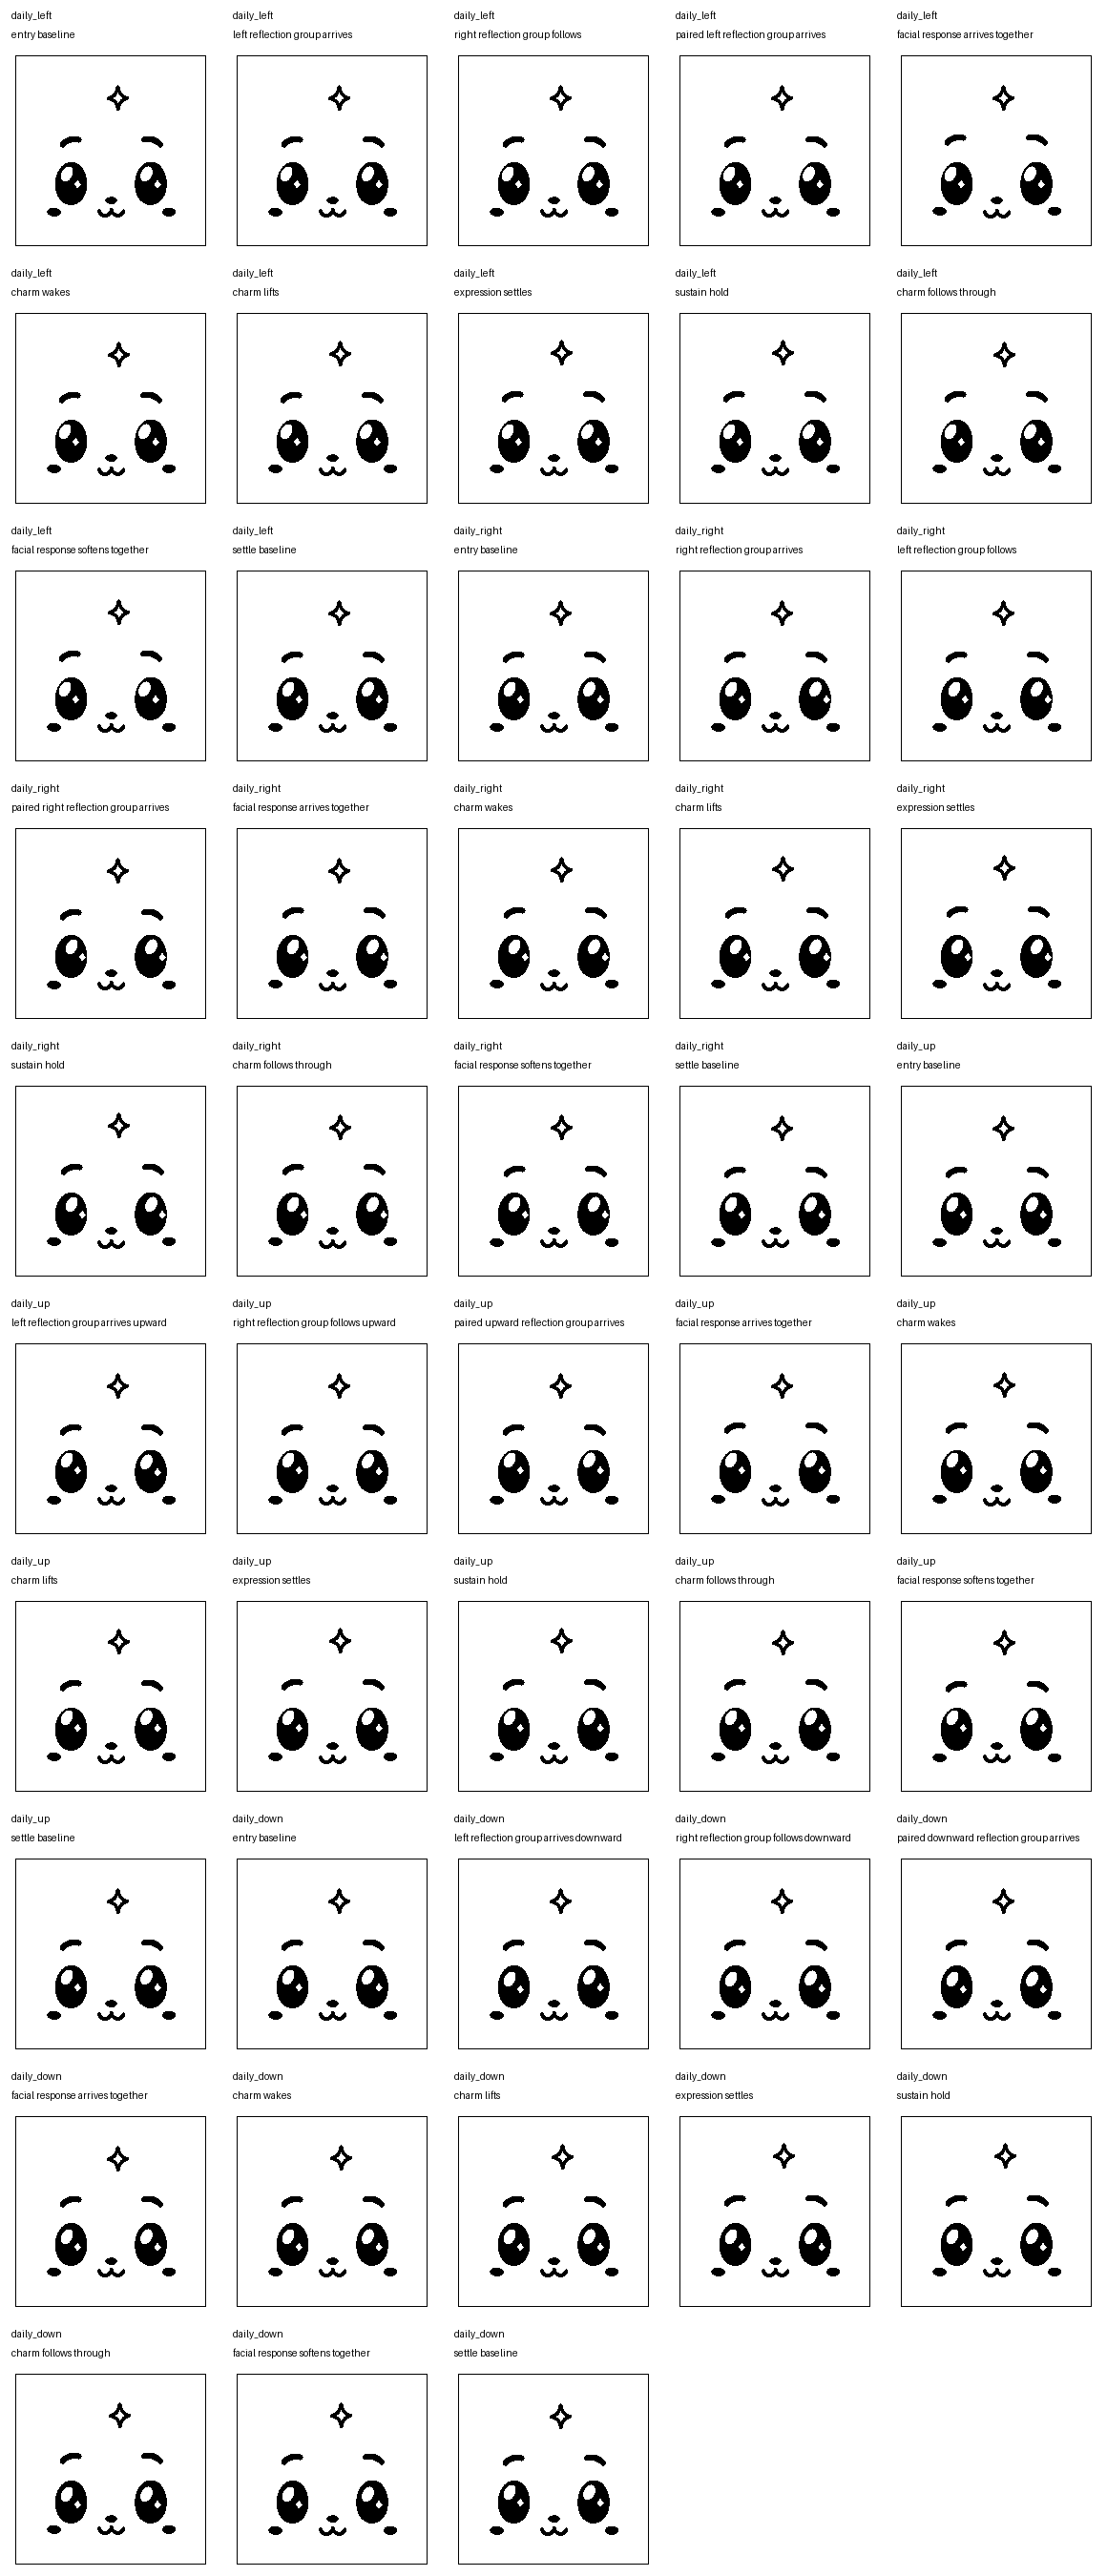 daily_left
entry baseline
daily_left
left reflection group arrives
daily_left
right reflection group follows
daily_left
paired left reflection group arrives
daily_left
facial response arrives together
daily_left
charm wakes
daily_left
charm lifts
daily_left
expression settles
daily_left
sustain hold
daily_left
charm follows through
daily_left
facial response softens together
daily_left
settle baseline
daily_right
entry baseline
daily_right
right reflection group arrives
daily_right
left reflection group follows
daily_right
paired right reflection group arrives
daily_right
facial response arrives together
daily_right
charm wakes
daily_right
charm lifts
daily_right
expression settles
daily_right
sustain hold
daily_right
charm follows through
daily_right
facial response softens together
daily_right
settle baseline
daily_up
entry baseline
daily_up
left reflection group arrives upward
daily_up
right reflection group follows upward
daily_up
paired upward reflection group arrives
daily_up
facial response arrives together
daily_up
charm wakes
daily_up
charm lifts
daily_up
expression settles
daily_up
sustain hold
daily_up
charm follows through
daily_up
facial response softens together
daily_up
settle baseline
daily_down
entry baseline
daily_down
left reflection group arrives downward
daily_down
right reflection group follows downward
daily_down
paired downward reflection group arrives
daily_down
facial response arrives together
daily_down
charm wakes
daily_down
charm lifts
daily_down
expression settles
daily_down
sustain hold
daily_down
charm follows through
daily_down
facial response softens together
daily_down
settle baseline